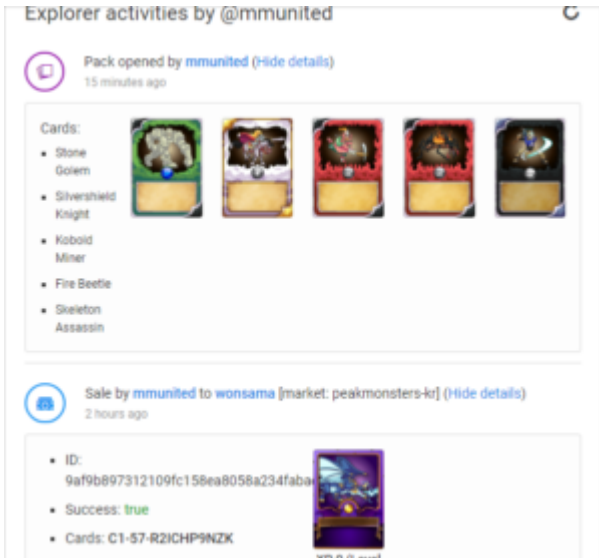 Explorer activities by @mmunited
Pack opened by mmunited (Hide details)
15 minutes ago
Cards:
Stone
Golem
Silvershield
Knight
Kobold
Miner
Fire Beetle
Skeleton
Assassin
Sale by mmunited to wonsama [market: peakmonsters-kr] (Hide details)
2 hours ago
ID:
9af9b897312109fc158ea8058a234faba
Success: true
Cards: C1-57-R2ICHP9NZK